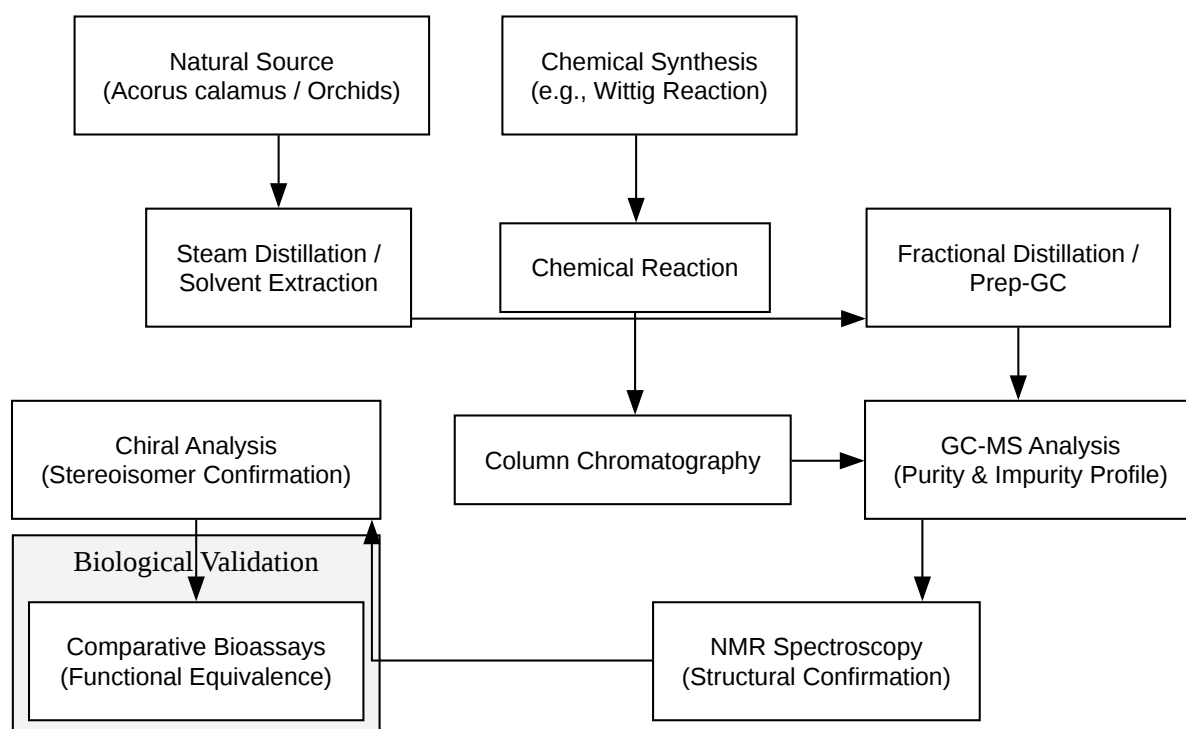 Natural Source
(Acorus calamus / Orchids)
Chemical Synthesis
(e.g., Wittig Reaction)
Steam Distillation /
Solvent Extraction
Chemical Reaction
Fractional Distillation /
Prep-GC
Chiral Analysis
(Stereoisomer Confirmation)
Column Chromatography
GC-MS Analysis
(Purity & Impurity Profile)
Biological Validation
Comparative Bioassays
(Functional Equivalence)
NMR Spectroscopy
(Structural Confirmation)